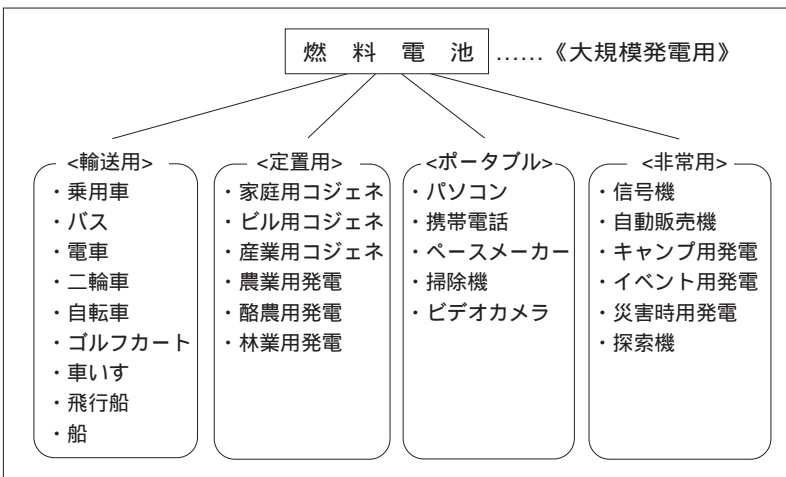 燃料電池……《大規模発電用》
<輸送用>
・乗用車
・バス
・電車
・二輪車
・自転車
・ゴルフカート
・車いす
・飛行船
・船
<定置用>
・家庭用コジェネ
・ビル用コジェネ
・産業用コジェネ
・農業用発電
・酪農用発電
・林業用発電
<ポータブル>
・パソコン
・携帯電話
・ペースメーカー
・掃除機
・ビデオカメラ
<非常用>
・信号機
・自動販売機
・キャンプ用発電
・イベント用発電
・災害時用発電
・探索機